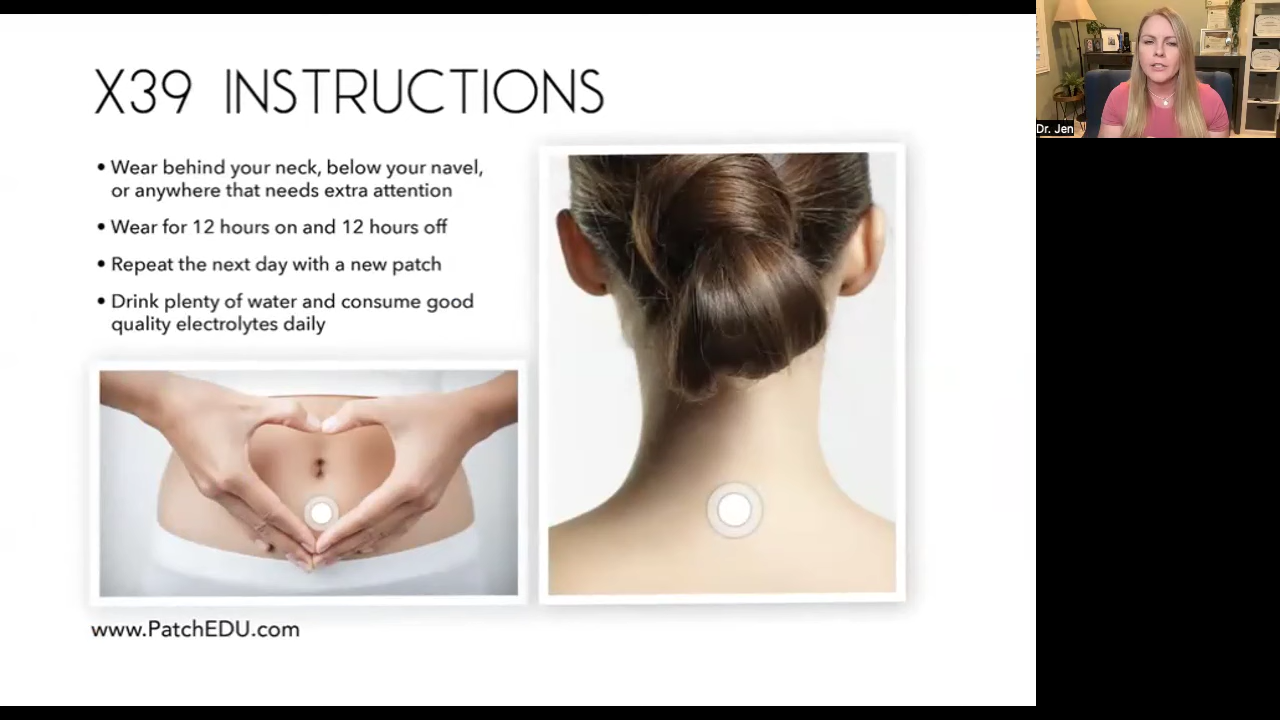 X39 INSTRUCTIONS
• Wear behind your neck, below your navel,
or anywhere that needs extra attention
• Wear for 12 hours on and 12 hours off
• Repeat the next day with a new patch
• Drink plenty of water and consume good
quality electrolytes daily
www.PatchEDU.com
Dr. Jen